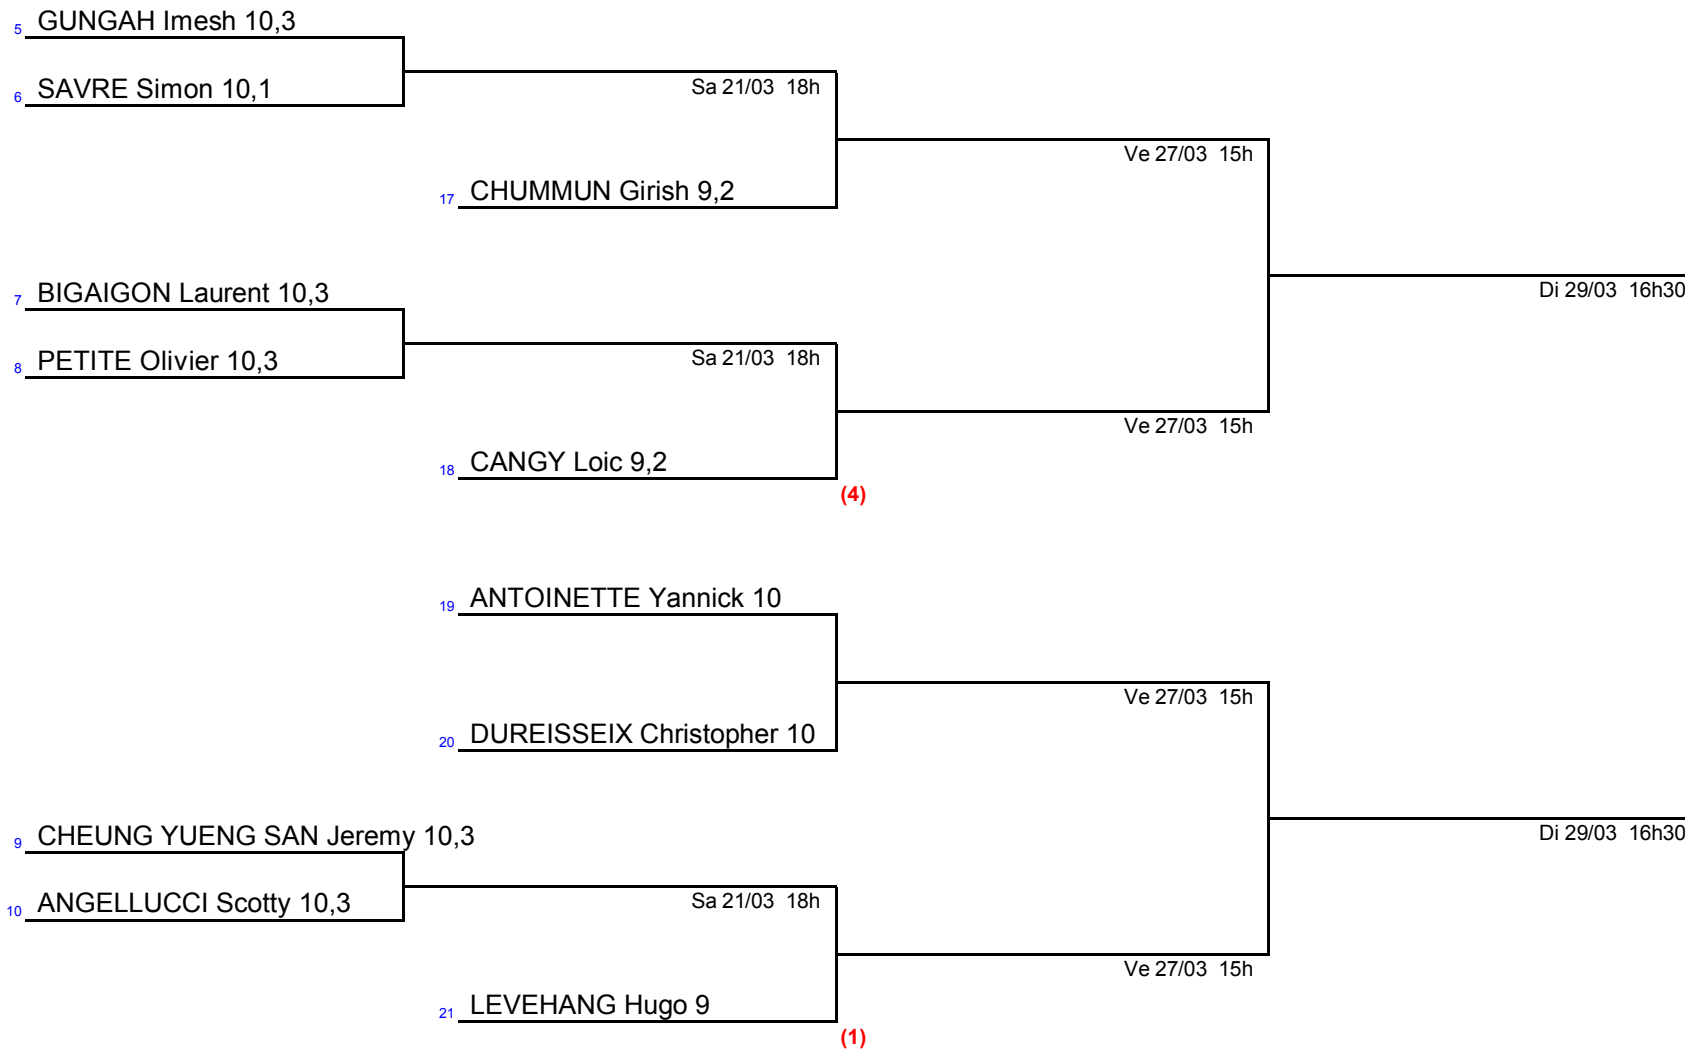 5 GUNGAH Imesh 10,3
6 SAVRE Simon 10,1
Sa 21/03 18h
Ve 27/03 15h
17 CHUMMUN Girish 9,2
7 BIGAIGON Laurent 10,3
Di 29/03 16h30
8 PETITE Olivier 10,3
Sa 21/03 18h
Ve 27/03 15h
18 CANGY Loic 9,2
(4)
19 ANTOINETTE Yannick 10
Ve 27/03 15h
20 DUREISSEIX Christopher 10
9 CHEUNG YUENG SAN Jeremy 10,3
Di 29/03 16h30
10 ANGELLUCCI Scotty 10,3
Sa 21/03 18h
Ve 27/03 15h
21 LEVEHANG Hugo 9
(1)